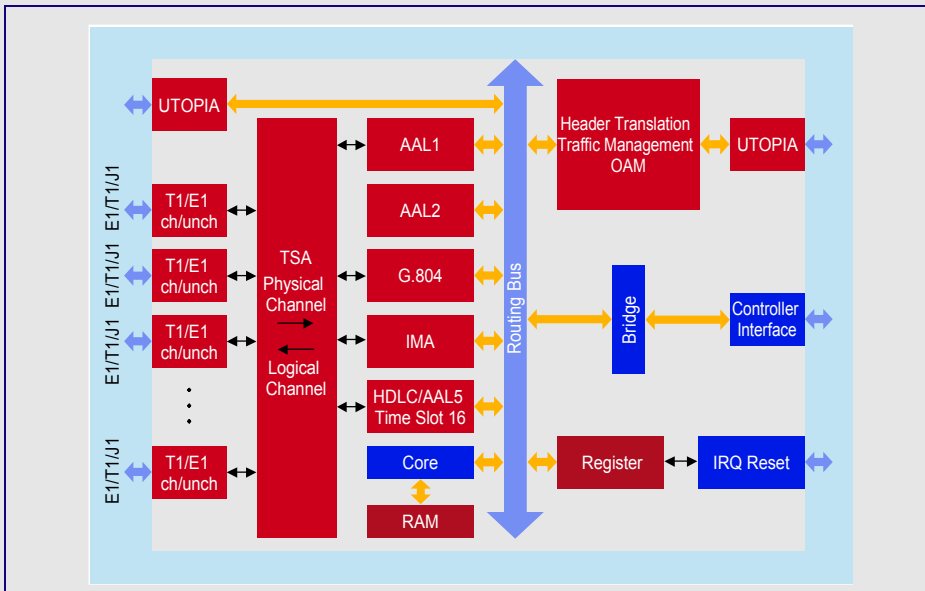 UTOPIA
E1/T1/J1
T1/E1
ch/unch
E1/T1/J1
T1/E1
ch/unch
E1/T1/J1
T1/E1
ch/unch
E1/T1/J1
T1/E1
ch/unch
TSA
Physical
Channel
Logical
Channel
AAL1
AAL2
G.804
IMA
HDLC/AAL5
Time Slot 16
Core
RAM
Routing Bus
Header Translation
Traffic Management
OAM
UTOPIA
Bridge
Controller
Interface
Register
IRQ Reset